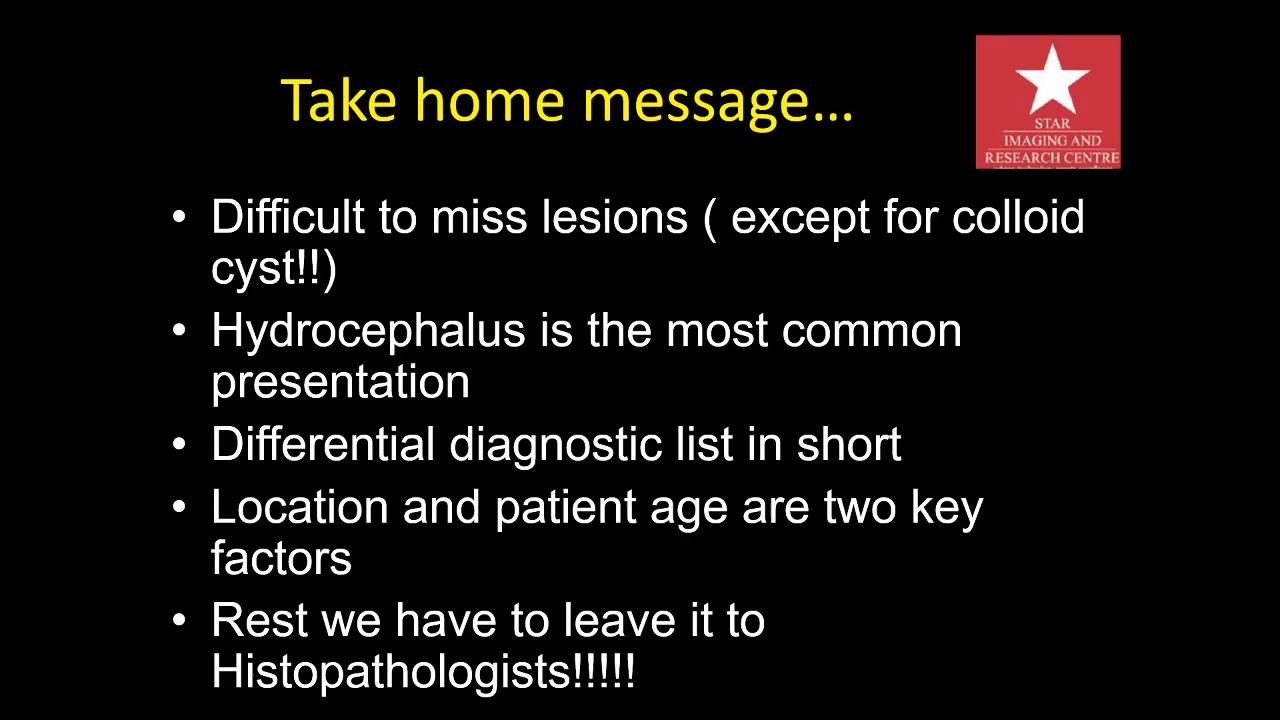 Take home message...
STAR
IMAGING AND
RESEARCH CENTRE
• Difficult to miss lesions ( except for colloid
cyst!!)
• Hydrocephalus is the most common
presentation
• Differential diagnostic list in short
• Location and patient age are two key
factors
• Rest we have to leave it to
Histopathologists!!!!!